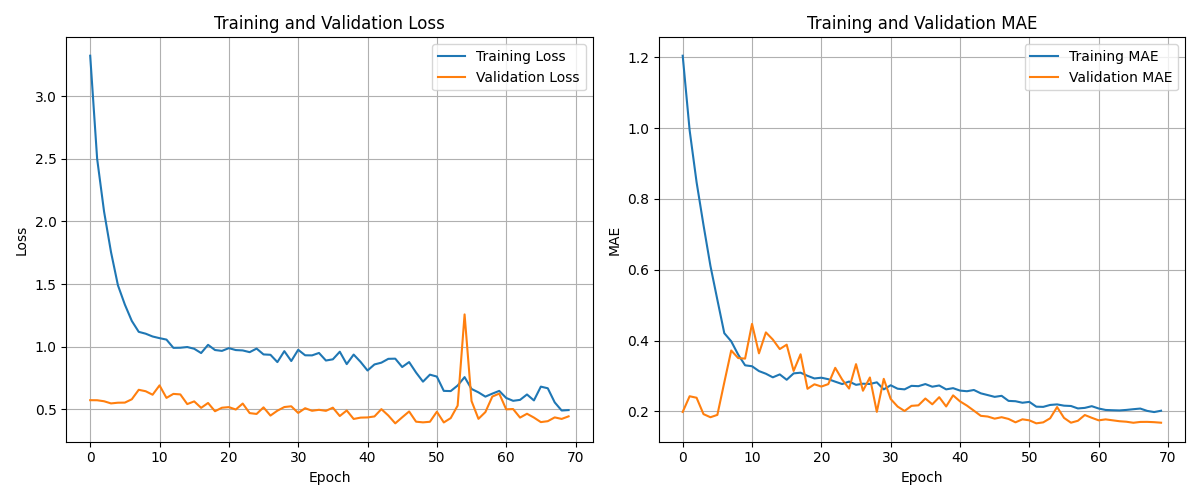 Training and Validation Loss
Training Loss
Validation Loss
3.0
2.5
2.0
1.5
1.0
0.5
Loss
0 10 20 30 40 50 60 70
Epoch
Training and Validation MAE
Training MAE
Validation MAE
1.2
1.0
0.8
0.6
0.4
0.2
MAE
0 10 20 30 40 50 60 70
Epoch